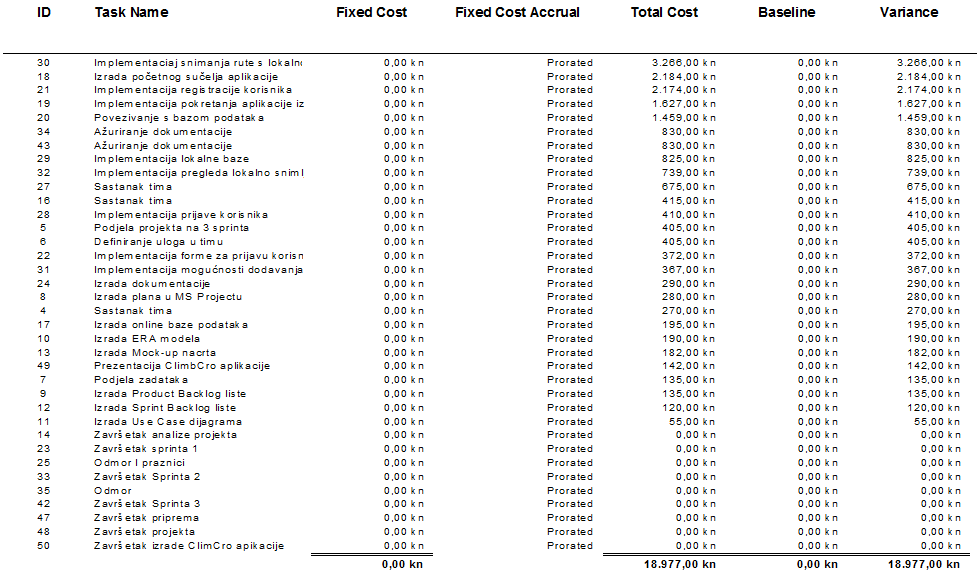 ID Task Name Fixed Cost Fixed Cost Accrual Total Cost Baseline Variance
30 Implementaciaj snimanja rute s lokaln 0,00 kn Prorated 3.266,00 kn 0,00 kn 3.266,00 kn
18 Izrada početnog sučelja aplikacije 0,00 kn Prorated 2.184,00 kn 0,00 kn 2.184,00 kn
21 Implementacija registracije korisnika 0,00 kn Prorated 2.174,00 kn 0,00 kn 2.174,00 kn
19 Implementacija pokretanja aplikacije iz 0,00 kn Prorated 1.627,00 kn 0,00 kn 1.627,00 kn
20 Povezivanje s bazom podataka 0,00 kn Prorated 1.459,00 kn 0,00 kn 1.459,00 kn
34 Ažuriranje dokumentacije 0,00 kn Prorated 830,00 kn 0,00 kn 830,00 kn
43 Ažuriranje dokumentacije 0,00 kn Prorated 830,00 kn 0,00 kn 830,00 kn
29 Implementacija lokalne baze 0,00 kn Prorated 825,00 kn 0,00 kn 825,00 kn
32 Implementacija pregleda lokalno sniml 0,00 kn Prorated 739,00 kn 0,00 kn 739,00 kn
27 Sastanak tima 0,00 kn Prorated 675,00 kn 0,00 kn 675,00 kn
16 Sastanak tima 0,00 kn Prorated 415,00 kn 0,00 kn 415,00 kn
28 Implementacija prijave korisnika 0,00 kn Prorated 410,00 kn 0,00 kn 410,00 kn
5 Podjela projekta na 3 sprinta 0,00 kn Prorated 405,00 kn 0,00 kn 405,00 kn
6 Definiranje uloga u timu 0,00 kn Prorated 405,00 kn 0,00 kn 405,00 kn
22 Implementacija forme za prijavu korisn 0,00 kn Prorated 372,00 kn 0,00 kn 372,00 kn
31 Implementacija mogućnosti dodavanja 0,00 kn Prorated 367,00 kn 0,00 kn 367,00 kn
24 Izrada dokumentacije 0,00 kn Prorated 290,00 kn 0,00 kn 290,00 kn
8 Izrada plana u MS Projectu 0,00 kn Prorated 280,00 kn 0,00 kn 280,00 kn
4 Sastanak tima 0,00 kn Prorated 270,00 kn 0,00 kn 270,00 kn
17 Izrada online baze podataka 0,00 kn Prorated 195,00 kn 0,00 kn 195,00 kn
10 Izrada ERA modela 0,00 kn Prorated 190,00 kn 0,00 kn 190,00 kn
13 Izrada Mock-up nacrta 0,00 kn Prorated 182,00 kn 0,00 kn 182,00 kn
49 Prezentacija ClimbCro aplikacije 0,00 kn Prorated 142,00 kn 0,00 kn 142,00 kn
7 Podjela zadataka 0,00 kn Prorated 135,00 kn 0,00 kn 135,00 kn
9 Izrada Product Backlog liste 0,00 kn Prorated 135,00 kn 0,00 kn 135,00 kn
12 Izrada Sprint Backlog liste 0,00 kn Prorated 120,00 kn 0,00 kn 120,00 kn
11 Izrada Use Case dijagrama 0,00 kn Prorated 55,00 kn 0,00 kn 55,00 kn
14 Završetak analize projekta 0,00 kn Prorated 0,00 kn 0,00 kn 0,00 kn
23 Završetak sprinta 1 0,00 kn Prorated 0,00 kn 0,00 kn 0,00 kn
25 Odmor I praznici 0,00 kn Prorated 0,00 kn 0,00 kn 0,00 kn
33 Završetak Sprinta 2 0,00 kn Prorated 0,00 kn 0,00 kn 0,00 kn
35 Odmor 0,00 kn Prorated 0,00 kn 0,00 kn 0,00 kn
42 Završetak Sprinta 3 0,00 kn Prorated 0,00 kn 0,00 kn 0,00 kn
47 Završetak priprema 0,00 kn Prorated 0,00 kn 0,00 kn 0,00 kn
48 Završetak projekta 0,00 kn Prorated 0,00 kn 0,00 kn 0,00 kn
50 Završetak izrade ClimCro apikacije 0,00 kn Prorated 0,00 kn 0,00 kn 0,00 kn
0,00 kn 18.977,00 kn 0,00 kn 18.977,00 kn